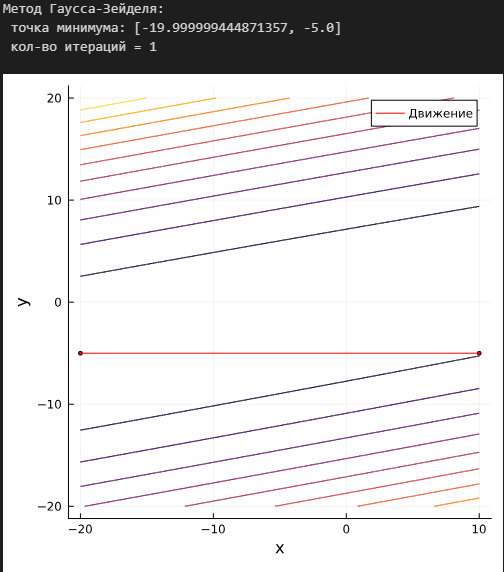 Метод Гаусса-Зейделя:
точка минимума: [-19.999999444871357, -5.0]
кол-во итераций = 1
Движение
20
10
0
−10
−20
y
−20
−10
0
10
x